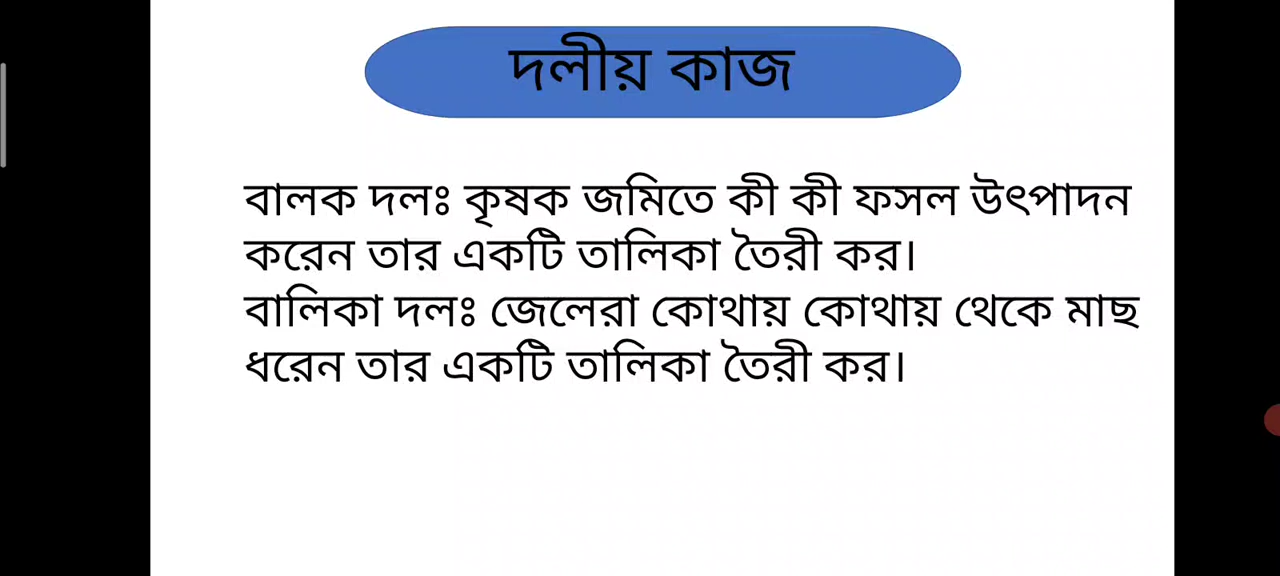 দলীয় কাজ
বালক দলঃ কৃষক জমিতে কী কী ফসল উৎপাদন
করেন তার একটি তালিকা তৈরী কর।
বালিকা দলঃ জেলেরা কোথায় কোথায় থেকে মাছ
ধরেন তার একটি তালিকা তৈরী কর।